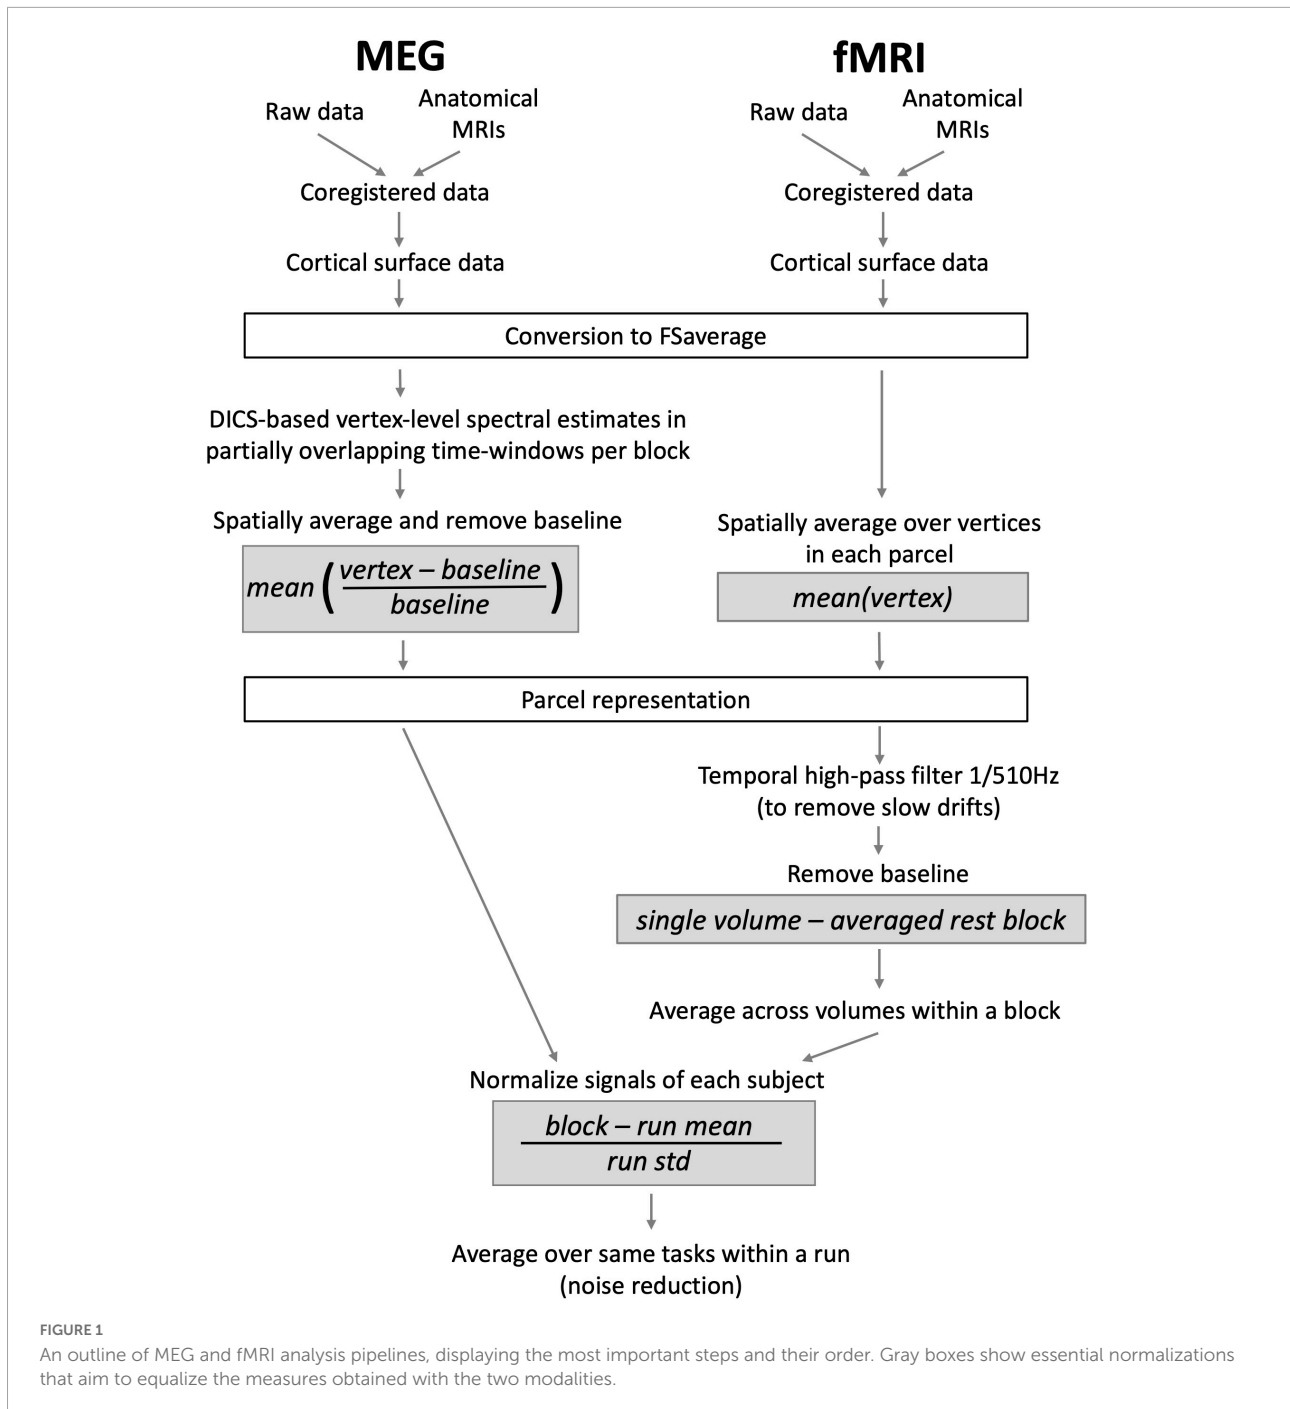 MEG
fMRI
Raw data
Anatomical
MRIs
Raw data
Anatomical
MRIs
Coregistered data
Coregistered data
Cortical surface data
Cortical surface data
Conversion to FSaverage
DICS-based vertex-level spectral estimates in
partially overlapping time-windows per block
Spatially average and remove baseline
mean ( vertex – baseline
baseline )
Spatially average over vertices
in each parcel
mean(vertex)
Parcel representation
Temporal high-pass filter 1/510Hz
(to remove slow drifts)
Remove baseline
single volume – averaged rest block
Average across volumes within a block
Normalize signals of each subject
block – run mean
run std
Average over same tasks within a run
(noise reduction)
FIGURE 1
An outline of MEG and fMRI analysis pipelines, displaying the most important steps and their order. Gray boxes show essential normalizations
that aim to equalize the measures obtained with the two modalities.